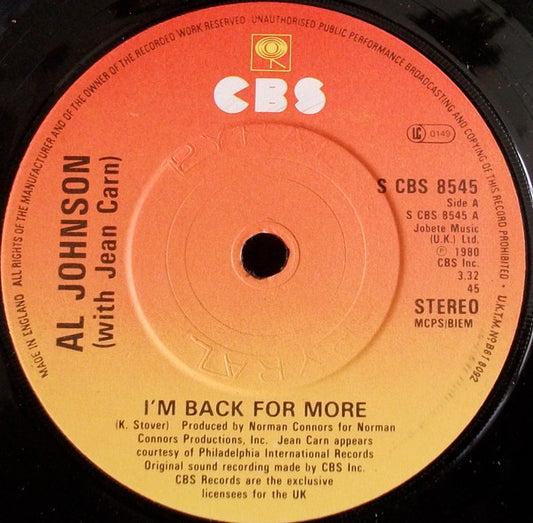 MADE IN ENGLAND ALL RIGHTS OF THE MANUFACTURER AND OF THE OWNER OF THE RECORDED WORK RESERVED UNAUTHORISED PUBLIC PERFORMANCE BROADCASTING AND COPYING OF THIS RECORD PROHIBITED • U.K.T.M. Nº B618092
CBS
LC 0149
AL JOHNSON
(with Jean Carn)
S CBS 8545
Side A
S CBS 8545 A
Jobete Music
(U.K.) Ltd.
℗ 1980
CBS Inc.
3.32
45
STEREO
MCPS/BIEM
I'M BACK FOR MORE
(K. Stover) Produced by Norman Connors for Norman
Connors Productions, Inc. Jean Carn appears
courtesy of Philadelphia International Records
Original sound recording made by CBS Inc.
CBS Records are the exclusive
licensees for the UK